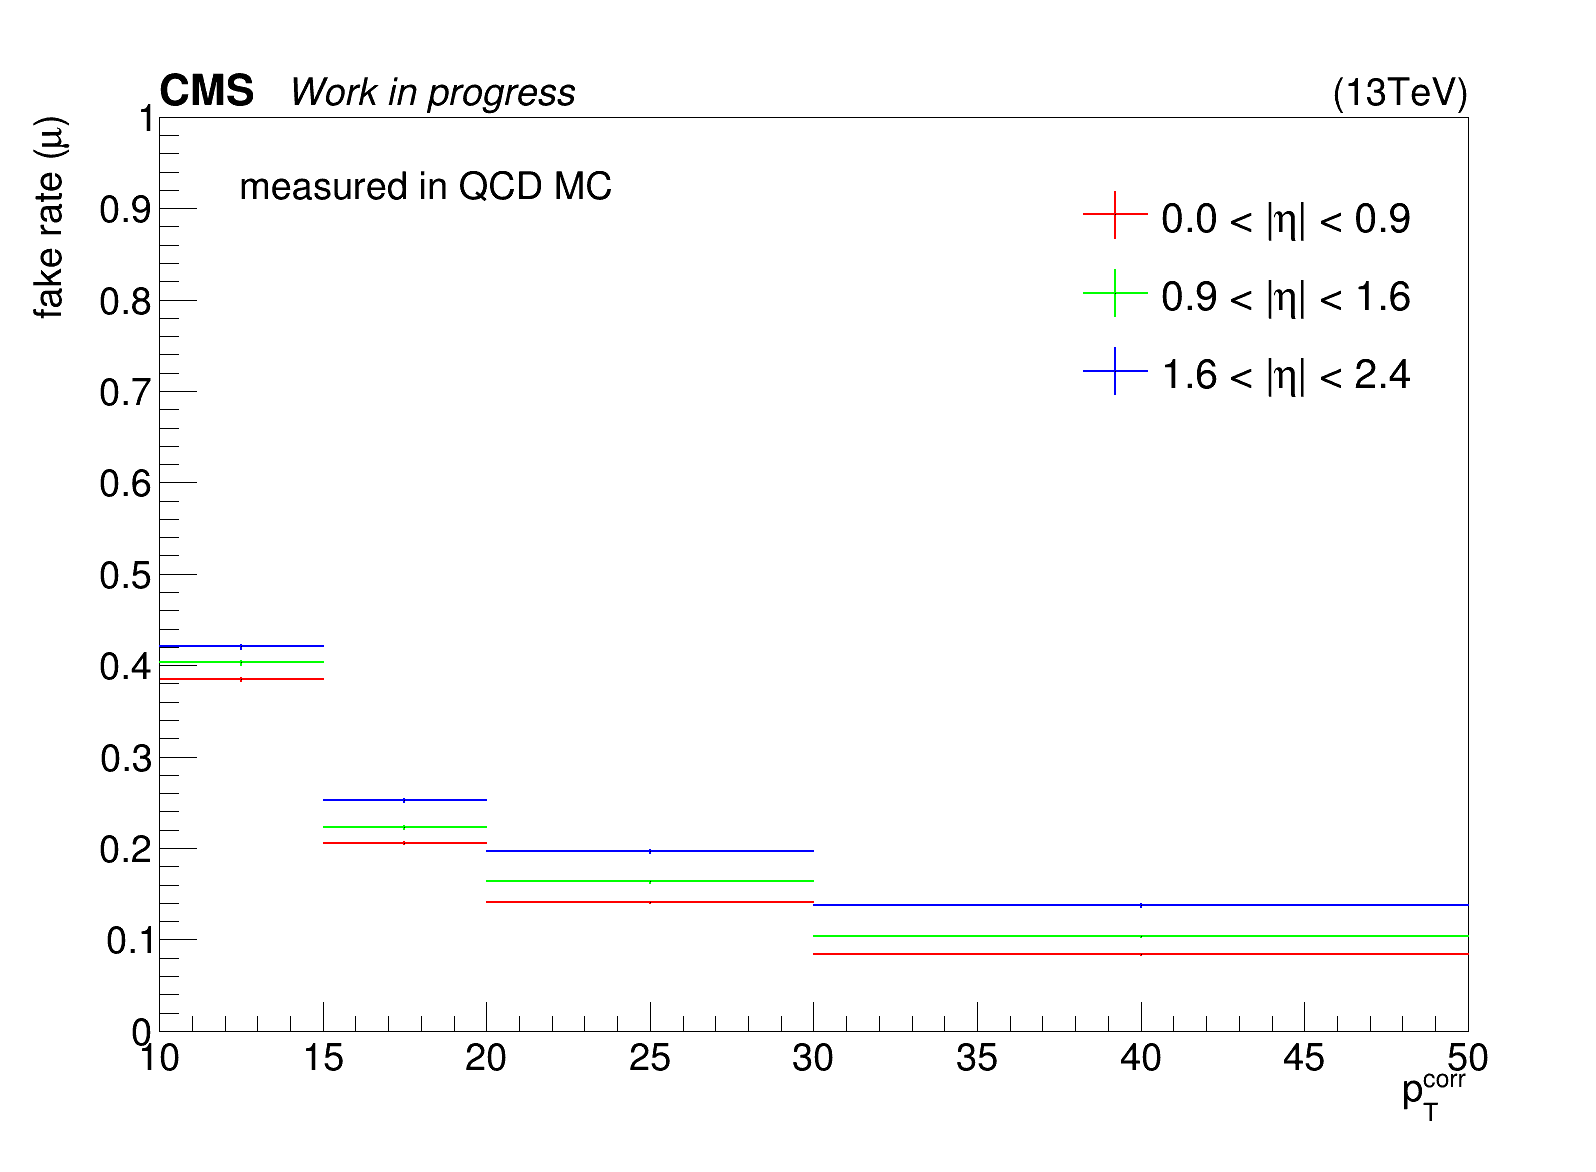 CMS Work in progress (13TeV)
fake rate (μ)
measured in QCD MC
0.0 < |η| < 0.9
0.9 < |η| < 1.6
1.6 < |η| < 2.4
1
0.9
0.8
0.7
0.6
0.5
0.4
0.3
0.2
0.1
0
10 15 20 25 30 35 40 45 50
p_T^corr